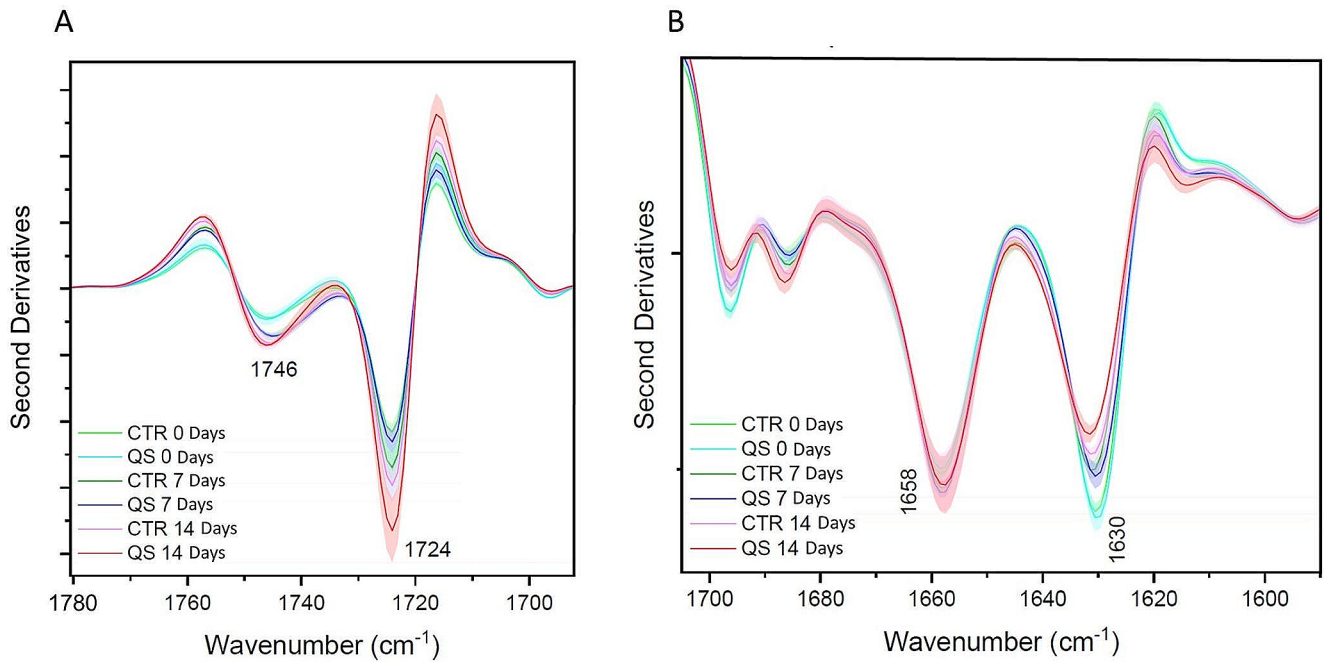 A
Second Derivatives
1746
1724
CTR 0 Days
QS 0 Days
CTR 7 Days
QS 7 Days
CTR 14 Days
QS 14 Days
1780 1760 1740 1720 1700
Wavenumber (cm⁻¹)
B
Second Derivatives
1658
1630
CTR 0 Days
QS 0 Days
CTR 7 Days
QS 7 Days
CTR 14 Days
QS 14 Days
1700 1680 1660 1640 1620 1600
Wavenumber (cm⁻¹)